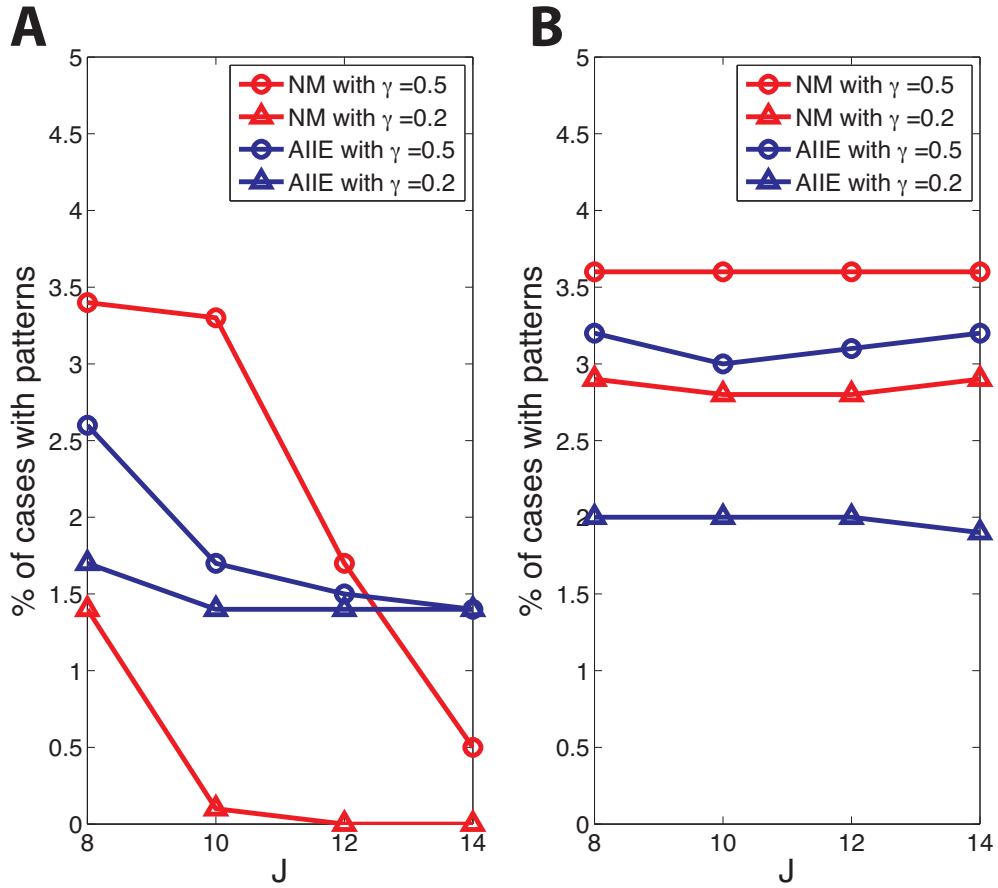 A
% of cases with patterns
5
4.5
4
3.5
3
2.5
2
1.5
1
0.5
0
8
10
12
14
J
NM with γ =0.5
NM with γ =0.2
AIIE with γ =0.5
AIIE with γ =0.2
B
% of cases with patterns
5
4.5
4
3.5
3
2.5
2
1.5
1
0.5
0
8
10
12
14
J
NM with γ =0.5
NM with γ =0.2
AIIE with γ =0.5
AIIE with γ =0.2